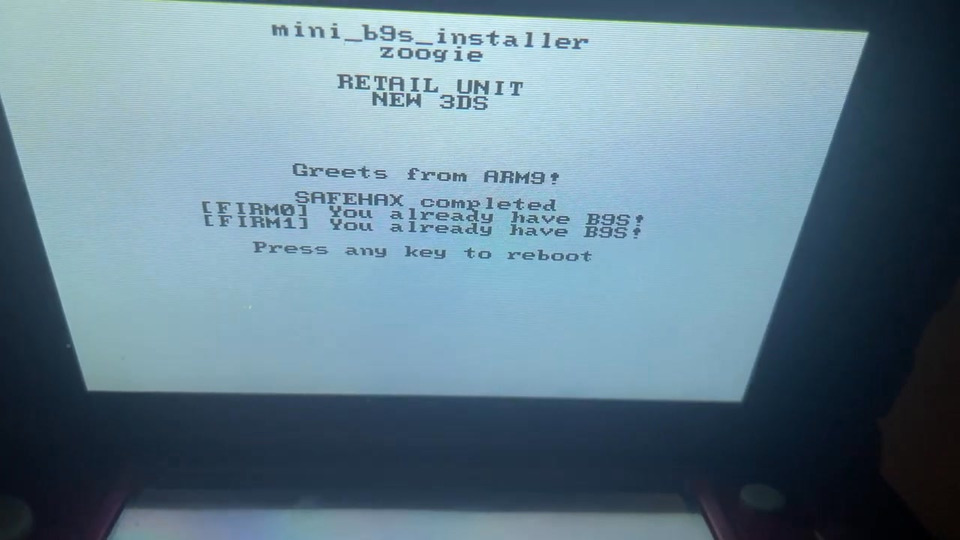 mini_b9s_installer
zoogie
RETAIL UNIT
NEW 3DS
Greets from ARM9!
SAFEHAX completed
[FIRM0] You already have B9S!
[FIRM1] You already have B9S!
Press any key to reboot